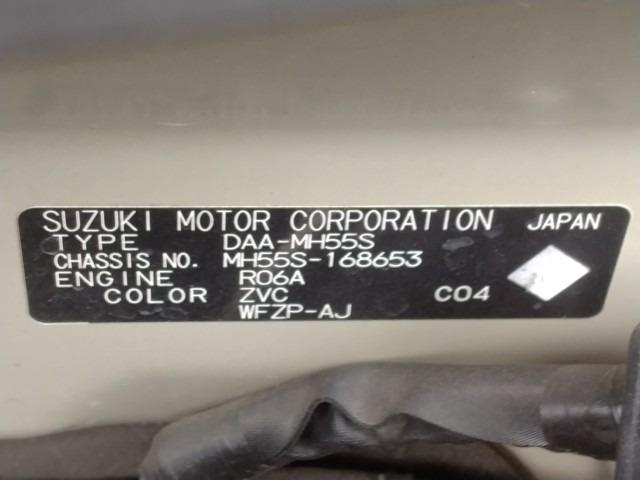 SUZUKI MOTOR CORPORATION JAPAN
TYPE DAA-MH55S
CHASSIS NO. MH55S-168653
ENGINE R06A
COLOR ZVC C04
WFZP-AJ